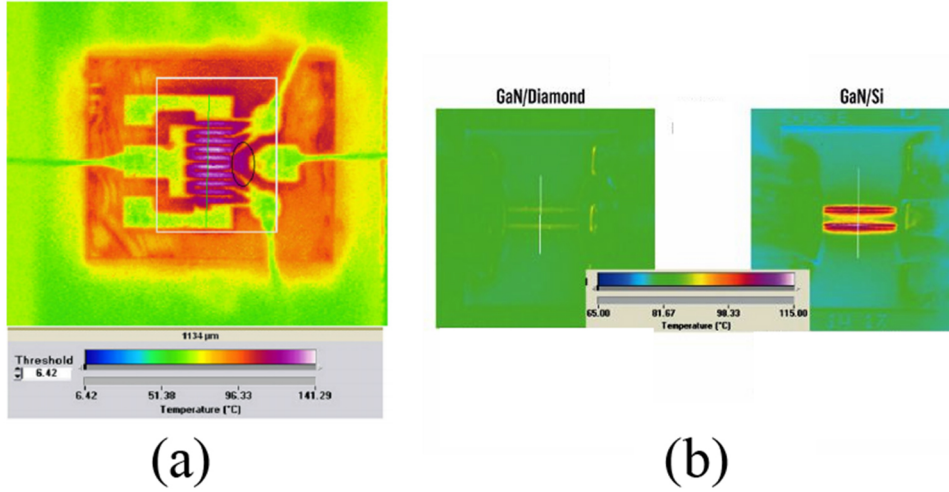 GaN/Diamond
GaN/Si
1134 µm
Threshold
6.42
6.42 51.38 96.33 141.29
Temperature (°C)
65.00 81.67 98.33 115.00
Temperature (°C)
(a)
(b)